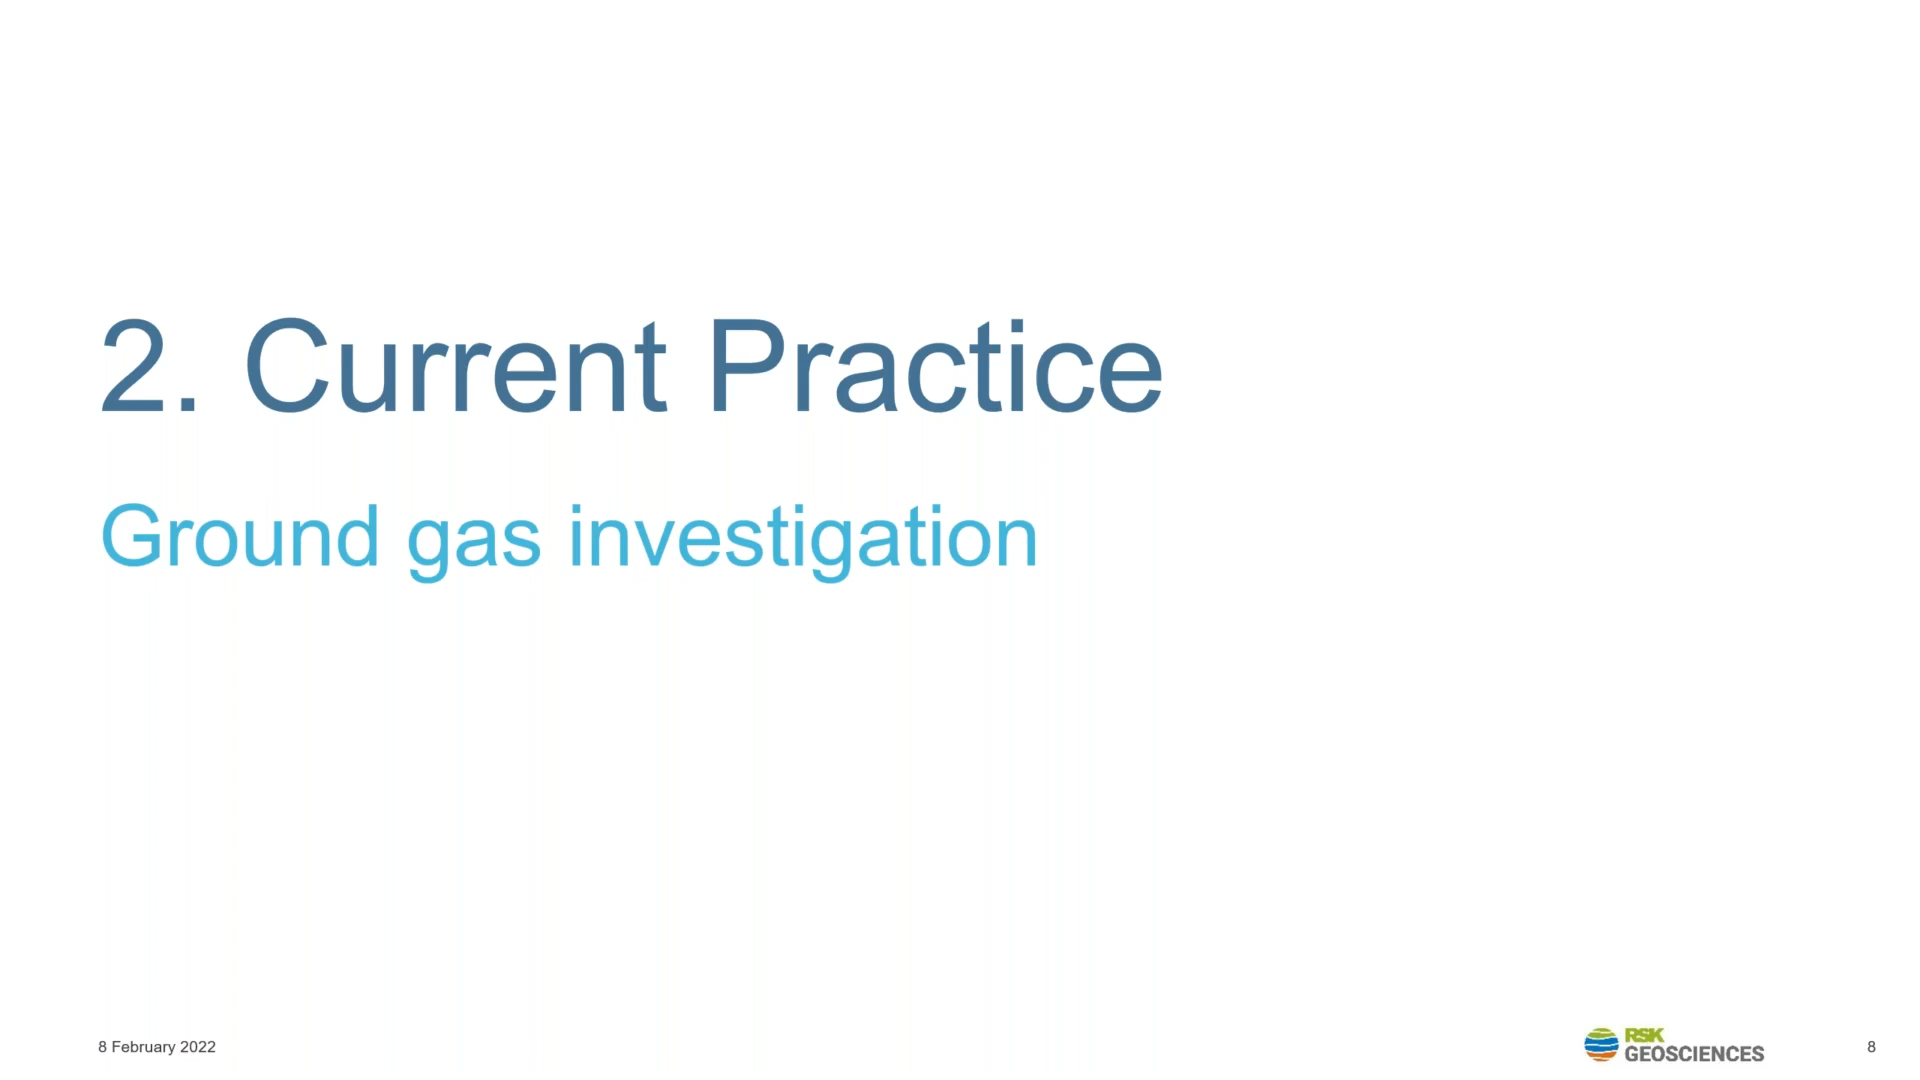 2. Current Practice
Ground gas investigation
8 February 2022
RSK
GEOSCIENCES
8